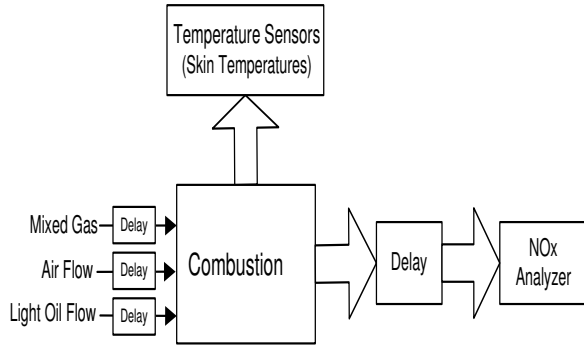 Temperature Sensors
(Skin Temperatures)
Mixed Gas
Delay
Air Flow
Delay
Light Oil Flow
Delay
Combustion
Delay
NOx
Analyzer